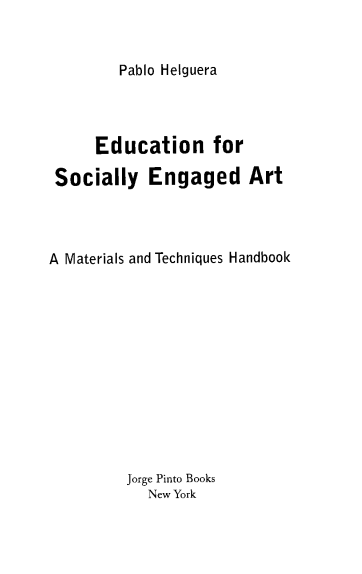 Pablo Helguera
Education for
Socially Engaged Art
A Materials and Techniques Handbook
Jorge Pinto Books
New York